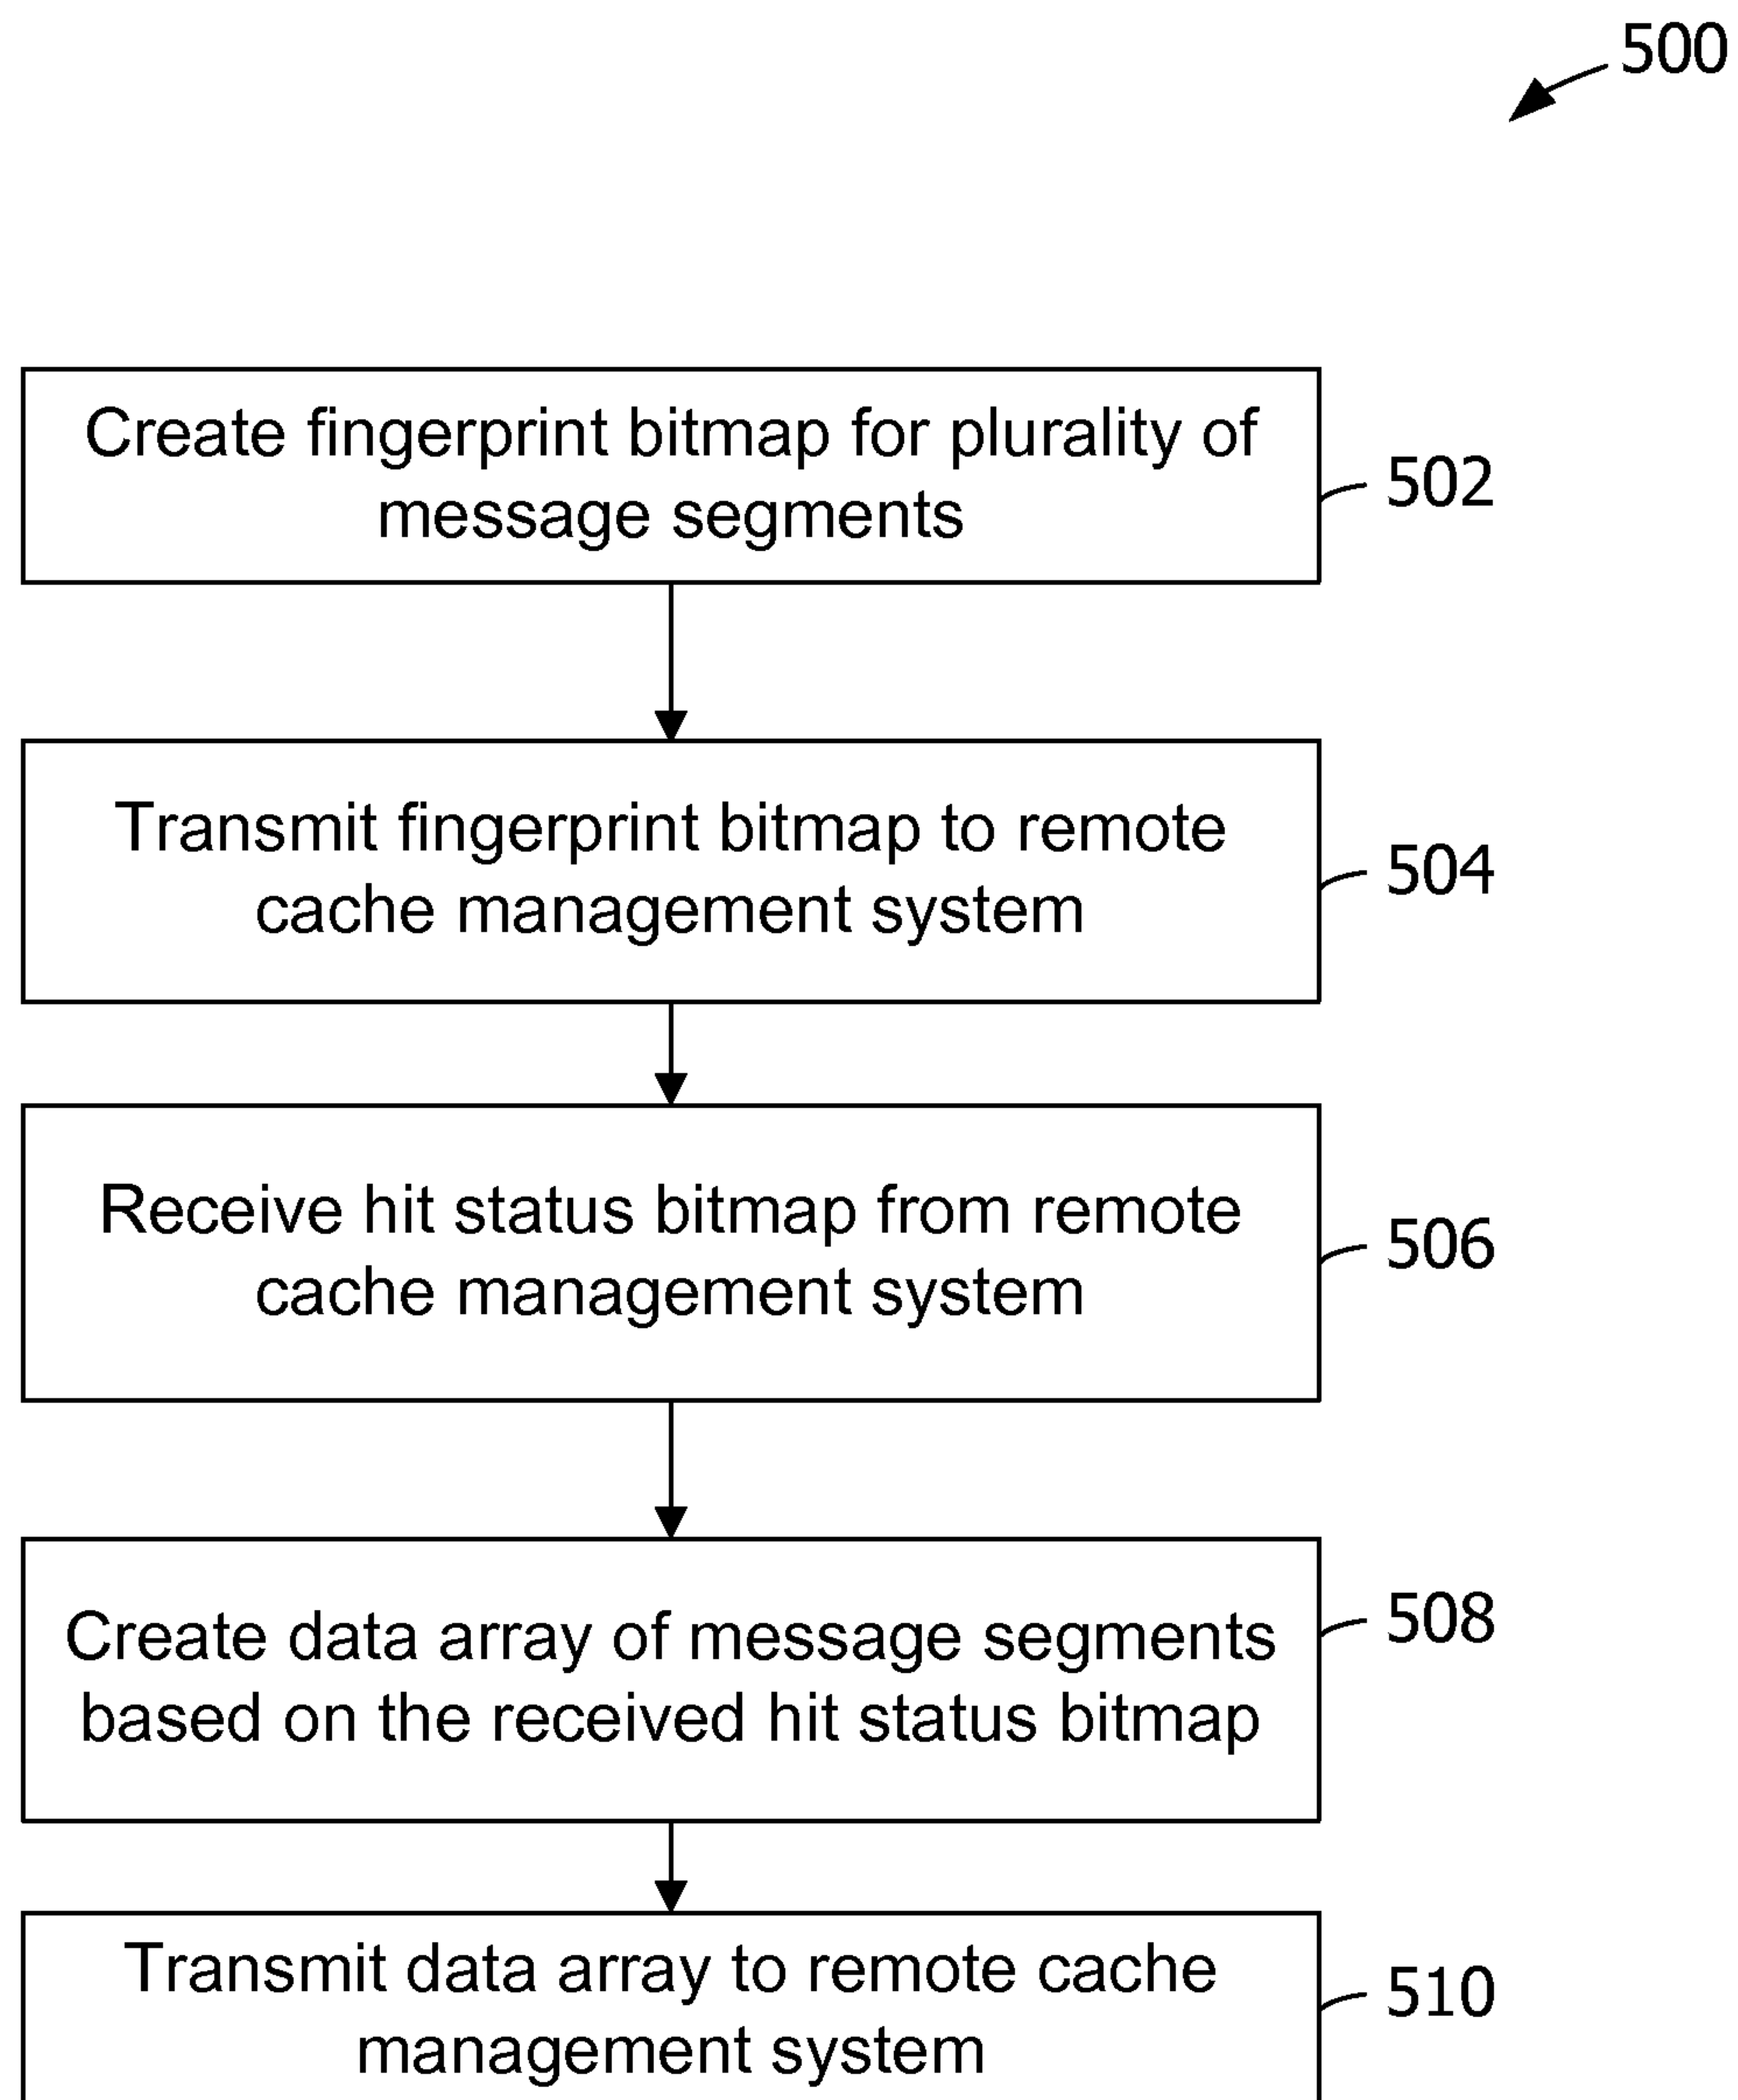 500
Create fingerprint bitmap for plurality of
message segments
502
Transmit fingerprint bitmap to remote
cache management system
504
Receive hit status bitmap from remote
cache management system
506
Create data array of message segments
based on the received hit status bitmap
508
Transmit data array to remote cache
management system
510